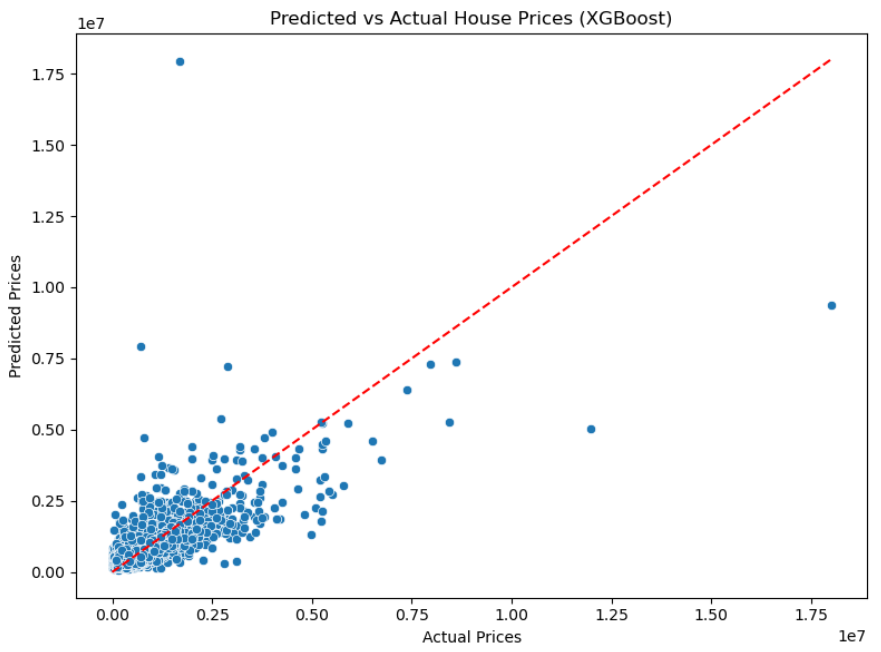 Predicted vs Actual House Prices (XGBoost)
1e7
1.75
1.50
1.25
1.00
0.75
0.50
0.25
0.00
Predicted Prices
0.00 0.25 0.50 0.75 1.00 1.25 1.50 1.75
Actual Prices
1e7